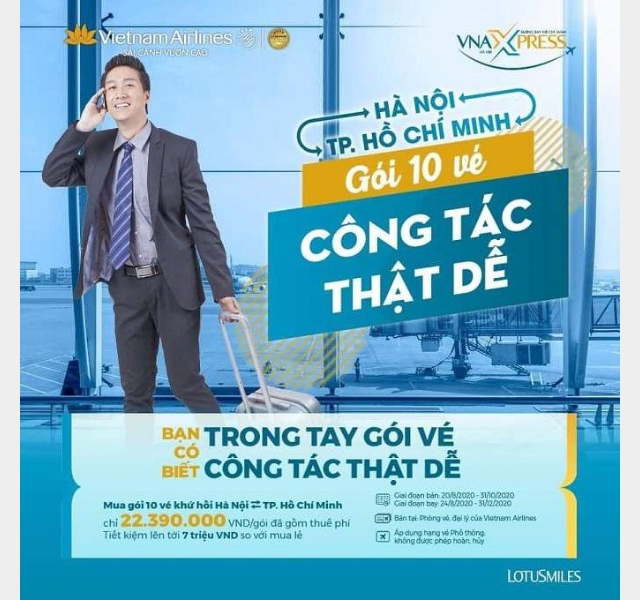 Vietnam Airlines
SẢI CÁNH VƯƠN CAO
VNAXPRESS
HÀ NỘI
TP. HỒ CHÍ MINH
Gói 10 vé
CÔNG TÁC
THẬT DỄ
BẠN CÓ BIẾT
TRONG TAY GÓI VÉ
CÔNG TÁC THẬT DỄ
Mua gói 10 vé khứ hồi Hà Nội ⇄ TP. Hồ Chí Minh
chỉ 22.390.000 VND/gói đã gồm thuế phí
Tiết kiệm lên tới 7 triệu VND so với mua lẻ
Giai đoạn bán: 20/8/2020 - 31/10/2020
Giai đoạn bay: 24/8/2020 - 31/12/2020
Bán tại: Phòng vé, đại lý của Vietnam Airlines
Áp dụng hạng vé Phổ thông,
không được phép hoàn, hủy
LOTUSMILES